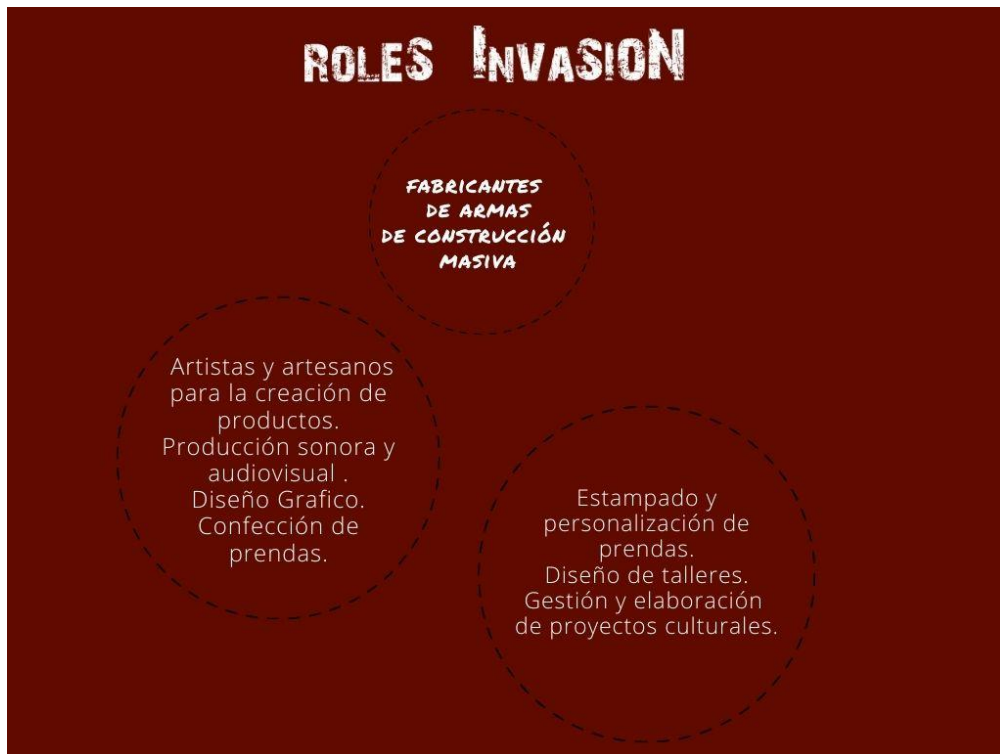 ROLES INVASION
FABRICANTES
DE ARMAS
DE CONSTRUCCIÓN
MASIVA
Artistas y artesanos
para la creación de
productos.
Producción sonora y
audiovisual .
Diseño Grafico.
Confección de
prendas.
Estampado y
personalización de
prendas.
Diseño de talleres.
Gestión y elaboración
de proyectos culturales.